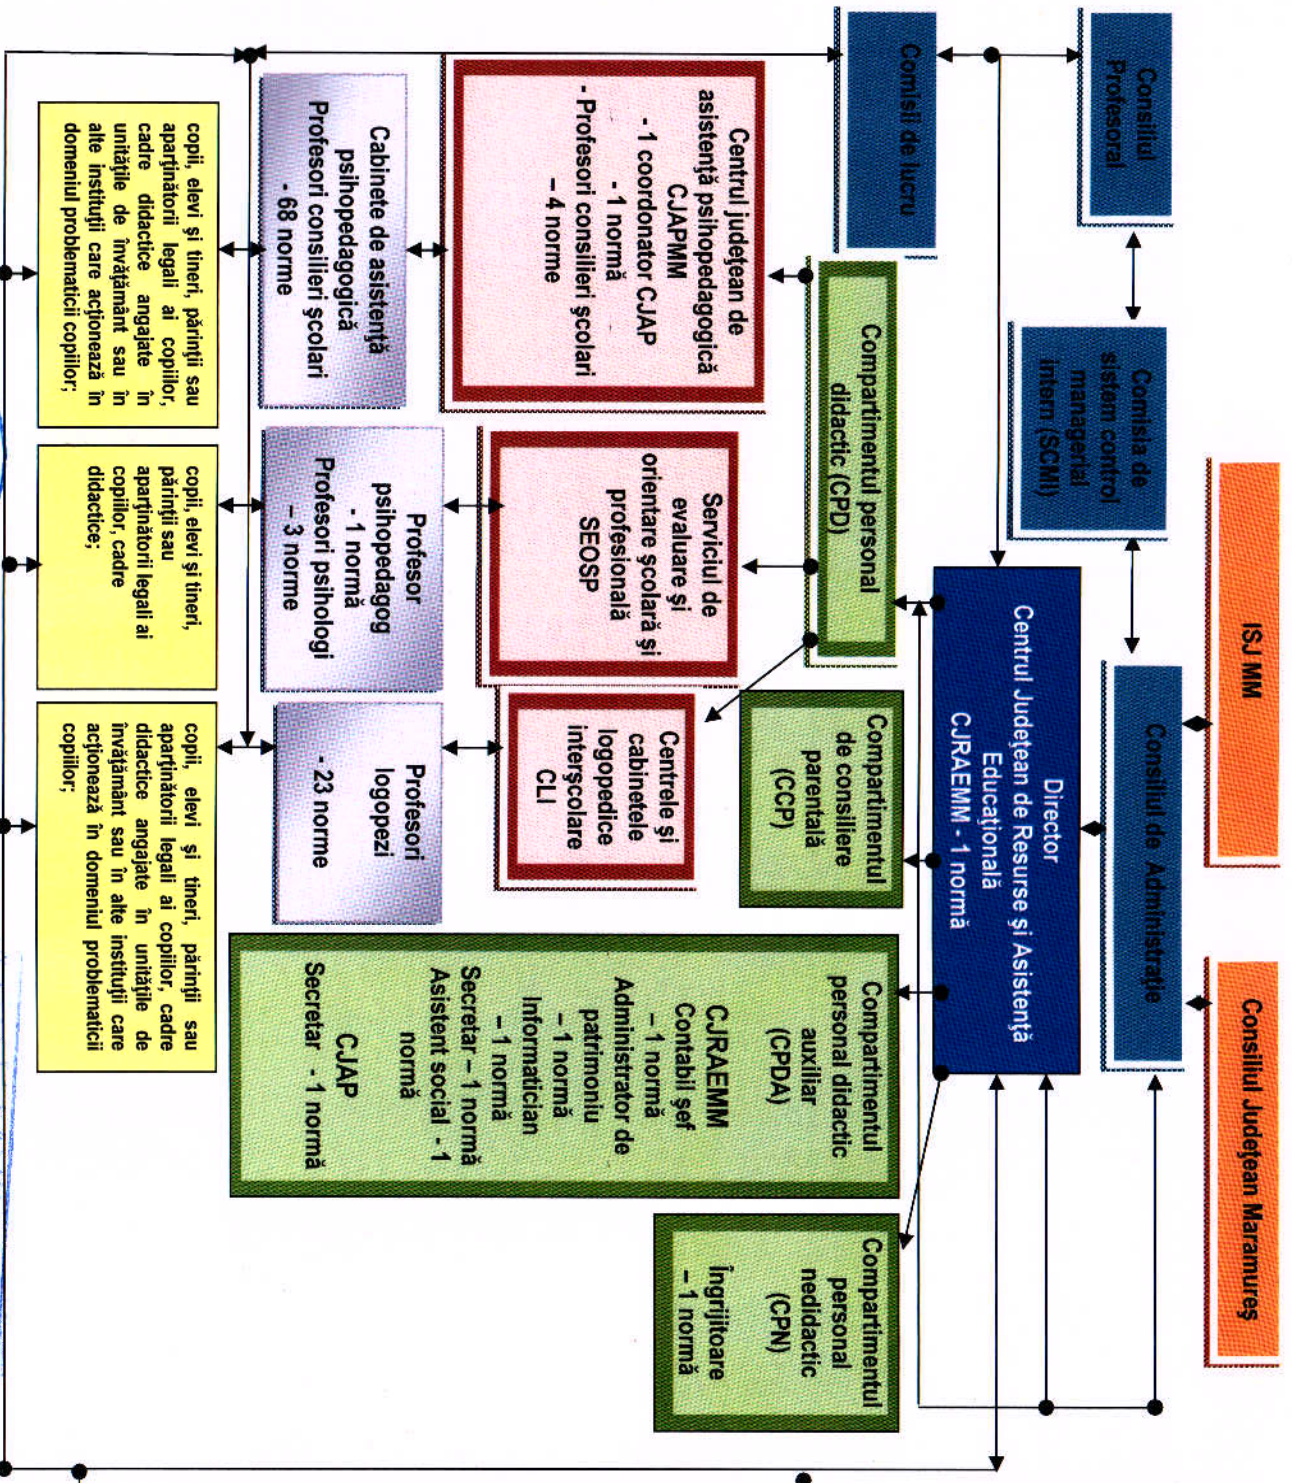 ISJ MM
Consiliul Județean Maramureș
Consiliul
Profesoral
Comisia de
sistem control
managerial
intern (SCMI)
Consiliul de Administrație
Comisii de lucru
Director
Centrul Județean de Resurse și Asistență
Educațională
CJRAEMM - 1 normă
Compartimentul personal
didactic (CPD)
Compartimentul
de consiliere
parentală
(CCP)
Compartimentul
personal didactic
auxiliar
(CPDA)
CJRAEMM
Contabil șef
– 1 normă
Administrator de
patrimoniu
– 1 normă
Informatician
– 1 normă
Secretar – 1 normă
Asistent social - 1
normă
CJAP
Secretar - 1 normă
Compartimentul
personal
nedidactic
(CPN)
Îngrijitoare
– 1 normă
Centrul județean de
asistență psihopedagogică
CJAPMM
- 1 coordonator CJAP
- 1 normă
- Profesori consilieri școlari
– 4 norme
Serviciul de
evaluare și
orientare școlară și
profesională
SEOSP
Centrele și
cabinetele
logopedice
interșcolare
CLI
Cabinete de asistență
psihopedagogică
Profesori consilieri școlari
- 68 norme
Profesor
psihopedagog
- 1 normă
Profesori psihologi
– 3 norme
Profesori
logopezi
- 23 norme
copii, elevi și tineri, părinții sau
aparținătorii legali ai copiilor,
cadre didactice angajate în
unitățile de învățământ sau în
alte instituții care acționează în
domeniul problematicii copiilor;
copii, elevi și tineri,
părinții sau
aparținătorii legali ai
copiilor, cadre
didactice;
copii, elevi și tineri, părinții sau
aparținătorii legali ai copiilor, cadre
didactice angajate în unitățile de
învățământ sau în alte instituții care
acționează în domeniul problematicii
copiilor;